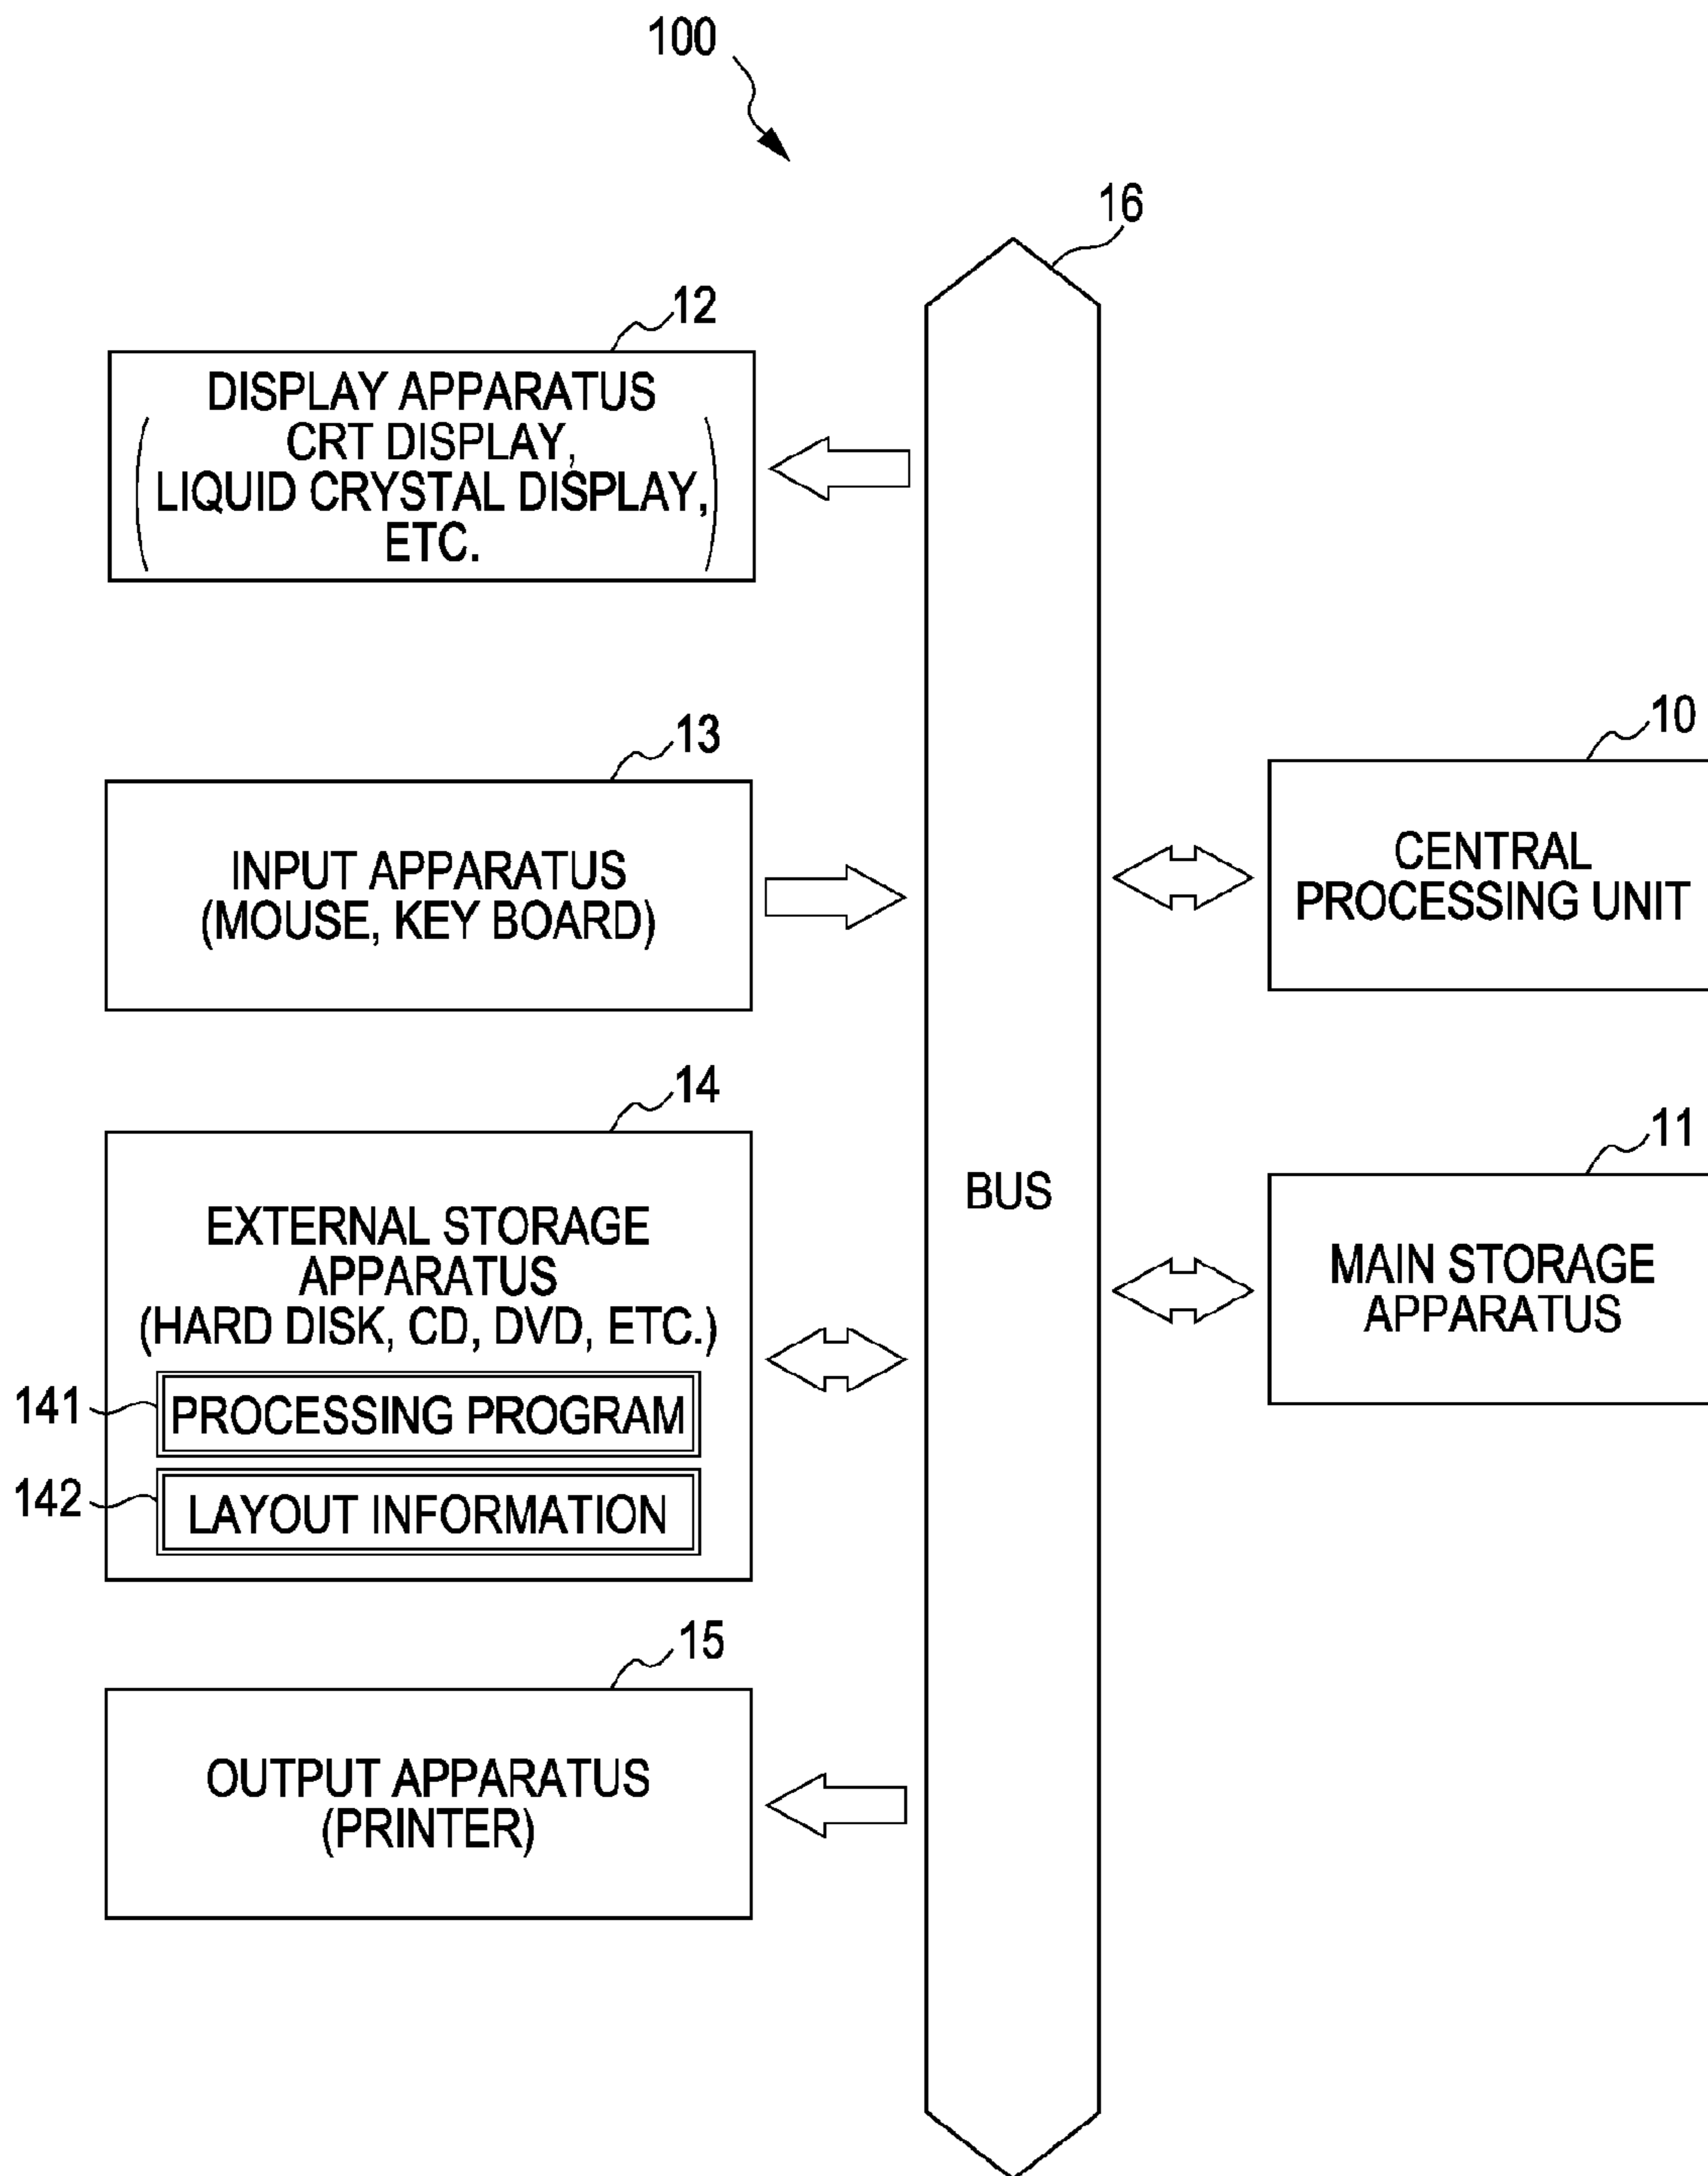 100
16
12
DISPLAY APPARATUS
(CRT DISPLAY,
LIQUID CRYSTAL DISPLAY,
ETC.)
13
INPUT APPARATUS
(MOUSE, KEY BOARD)
10
CENTRAL
PROCESSING UNIT
14
EXTERNAL STORAGE
APPARATUS
(HARD DISK, CD, DVD, ETC.)
141
PROCESSING PROGRAM
142
LAYOUT INFORMATION
BUS
11
MAIN STORAGE
APPARATUS
15
OUTPUT APPARATUS
(PRINTER)